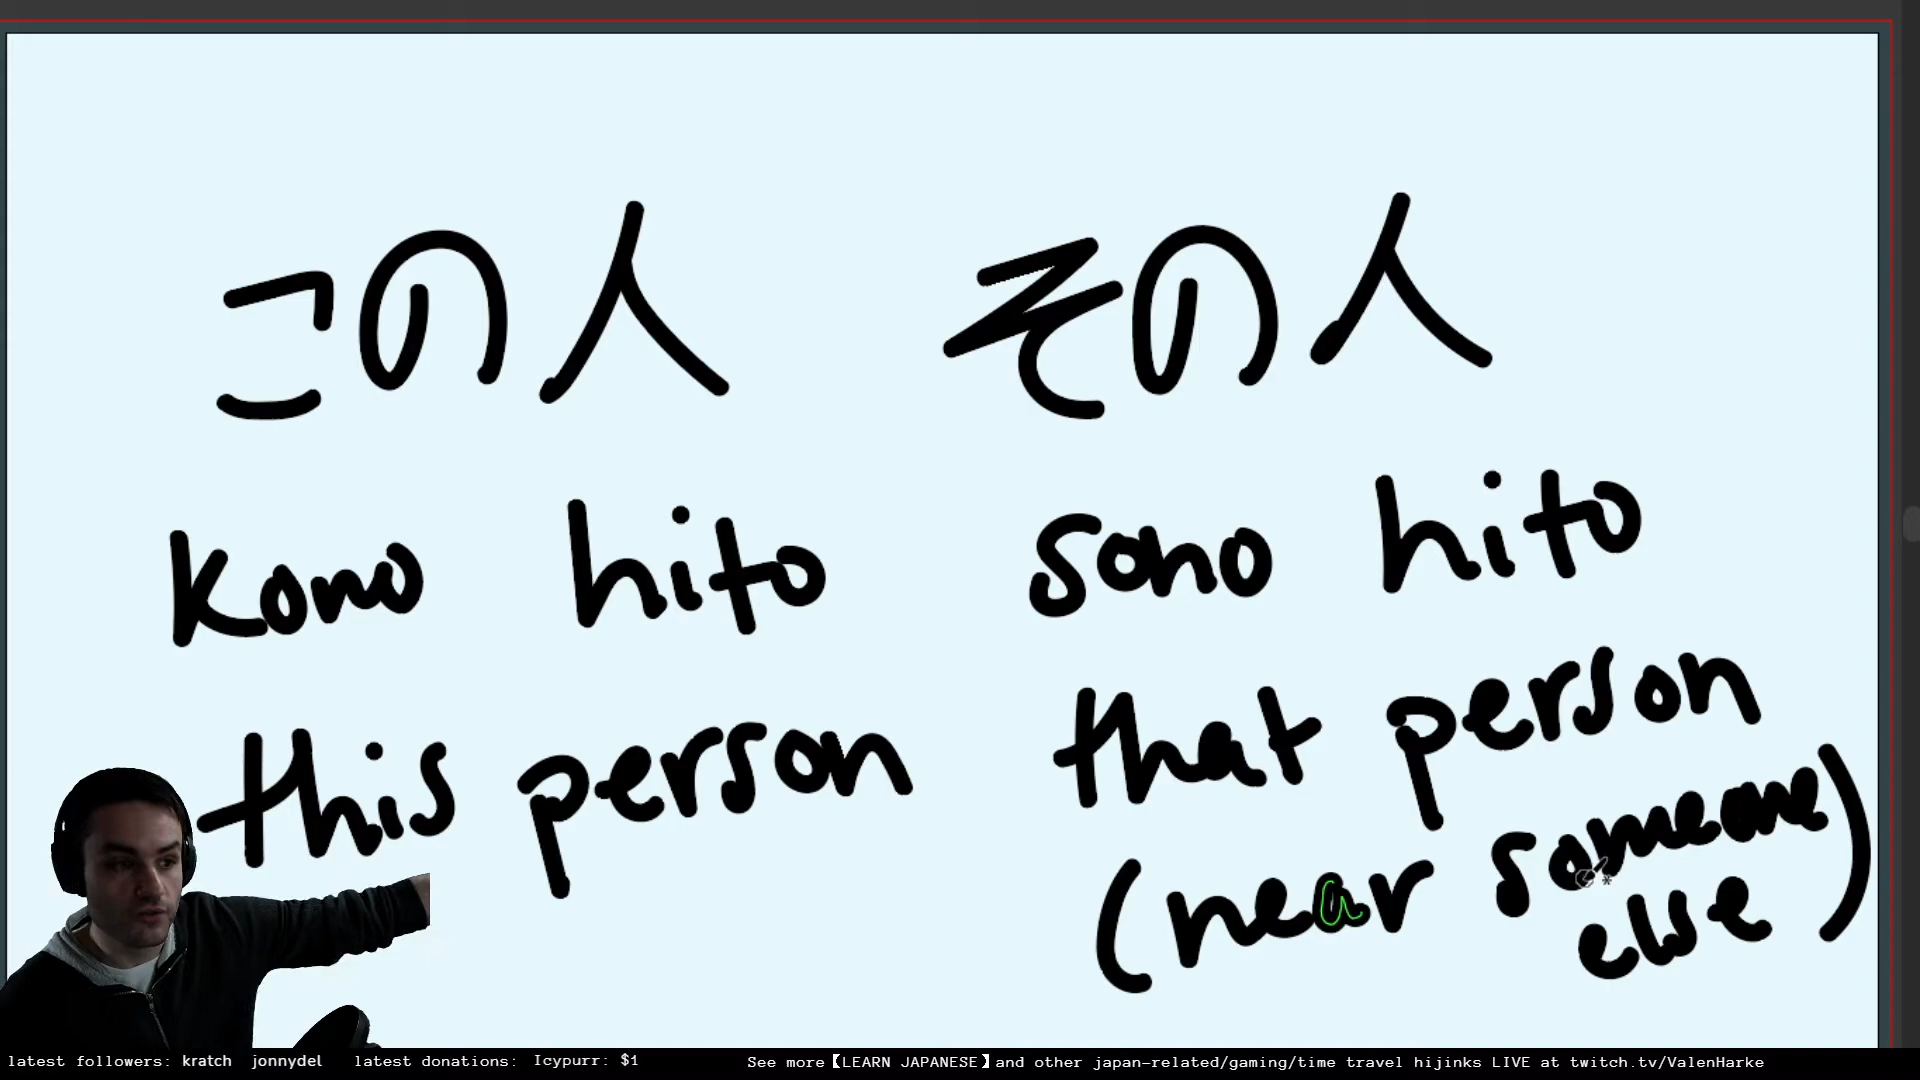 この人 その人
kono hito sono hito
this person that person
(near someone else)
latest followers: kratch jonnydel latest donations: Icypurr: $1 See more【LEARN JAPANESE】and other japan-related/gaming/time travel hijinks LIVE at twitch.tv/ValenHarke